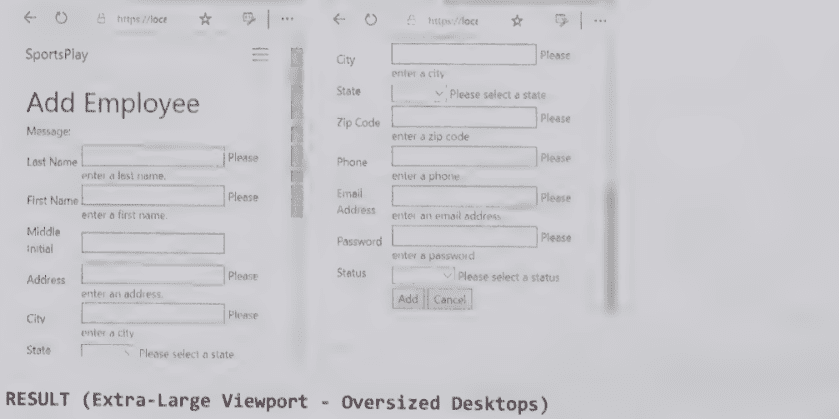 https://locr
SportsPlay
Add Employee
Message:
Last Name Please
enter a last name.
First Name Please
enter a first name.
Middle
Initial
Address Please
enter an address.
City Please
enter a city
State Please select a state
https://locr
City Please
enter a city
State Please select a state
Zip Code Please
enter a zip code
Phone Please
enter a phone
Email
Address Please
enter an email address
Password Please
enter a password
Status Please select a status
Add Cancel
RESULT (Extra-Large Viewport - Oversized Desktops)